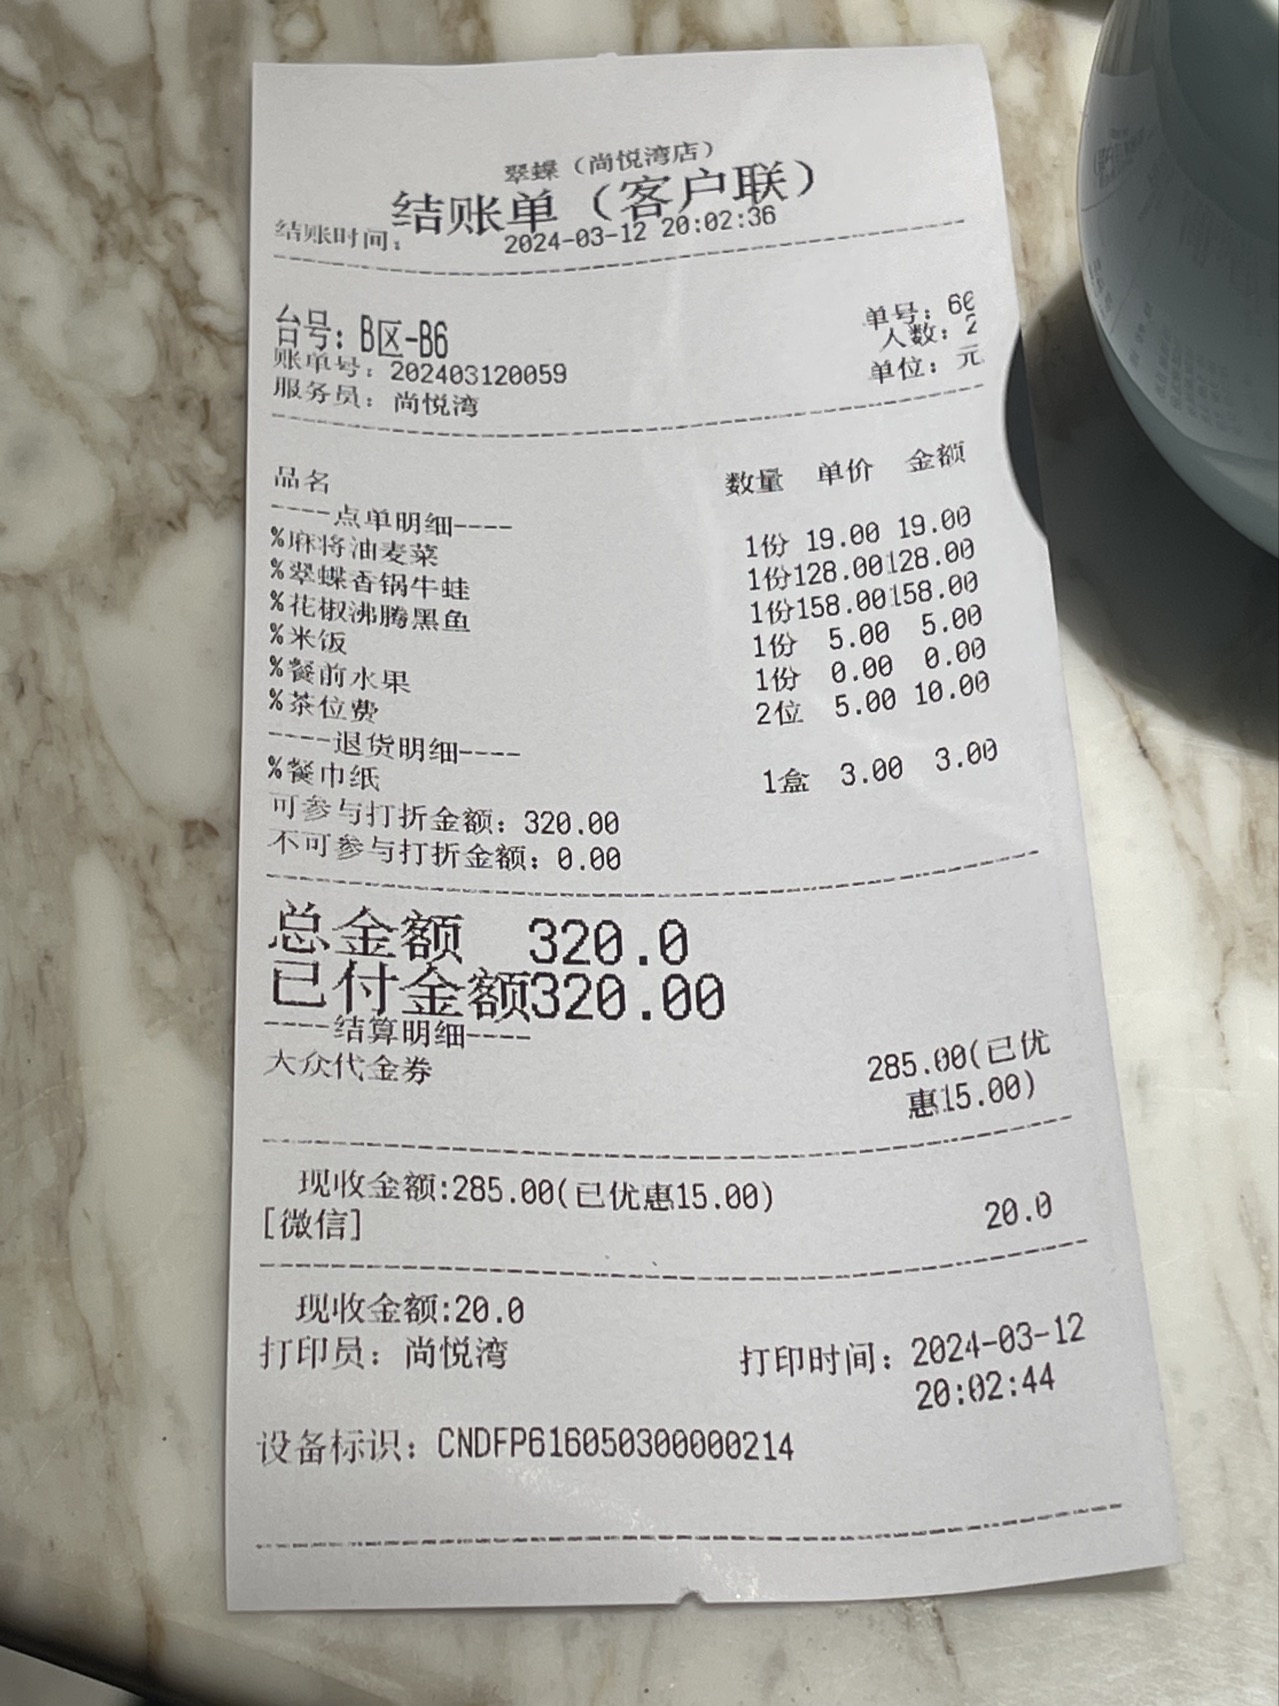 翠蝶（尚悦湾店）
结账单（客户联）
结账时间： 2024-03-12 20:02:36
台号：B区-B6 单号：66
人数：2
账单号：202403120059 单位：元
服务员：尚悦湾
品名 数量 单价 金额
----点单明细----
%麻将油麦菜 1份 19.00 19.00
%翠蝶香锅牛蛙 1份128.00128.00
%花椒沸腾黑鱼 1份158.00158.00
%米饭 1份 5.00 5.00
%餐前水果 1份 0.00 0.00
%茶位费 2位 5.00 10.00
----退货明细----
%餐巾纸 1盒 3.00 3.00
可参与打折金额：320.00
不可参与打折金额：0.00
总金额 320.0
已付金额320.00
----结算明细----
大众代金券 285.00(已优
惠15.00)
现收金额:285.00(已优惠15.00)
[微信] 20.0
现收金额:20.0
打印员：尚悦湾 打印时间：2024-03-12
20:02:44
设备标识：CNDFP616050300000214